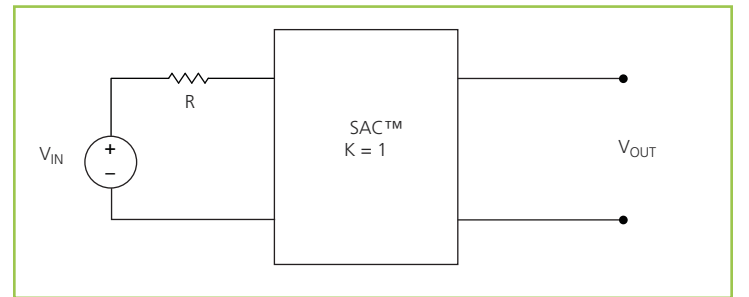 R
SAC™
K = 1
V_IN
+
–
V_OUT